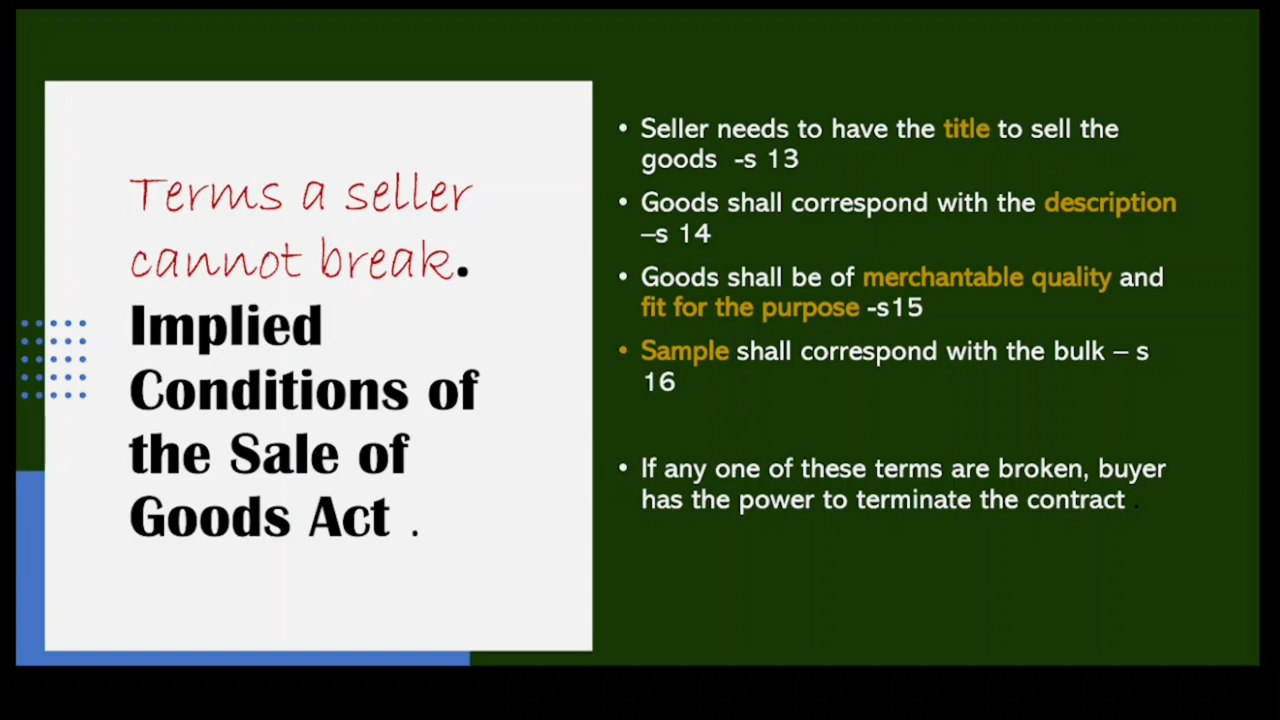 Terms a seller
cannot break.
Implied
Conditions of
the Sale of
Goods Act .
• Seller needs to have the title to sell the
goods -s 13
• Goods shall correspond with the description
–s 14
• Goods shall be of merchantable quality and
fit for the purpose -s15
• Sample shall correspond with the bulk – s
16
• If any one of these terms are broken, buyer
has the power to terminate the contract .